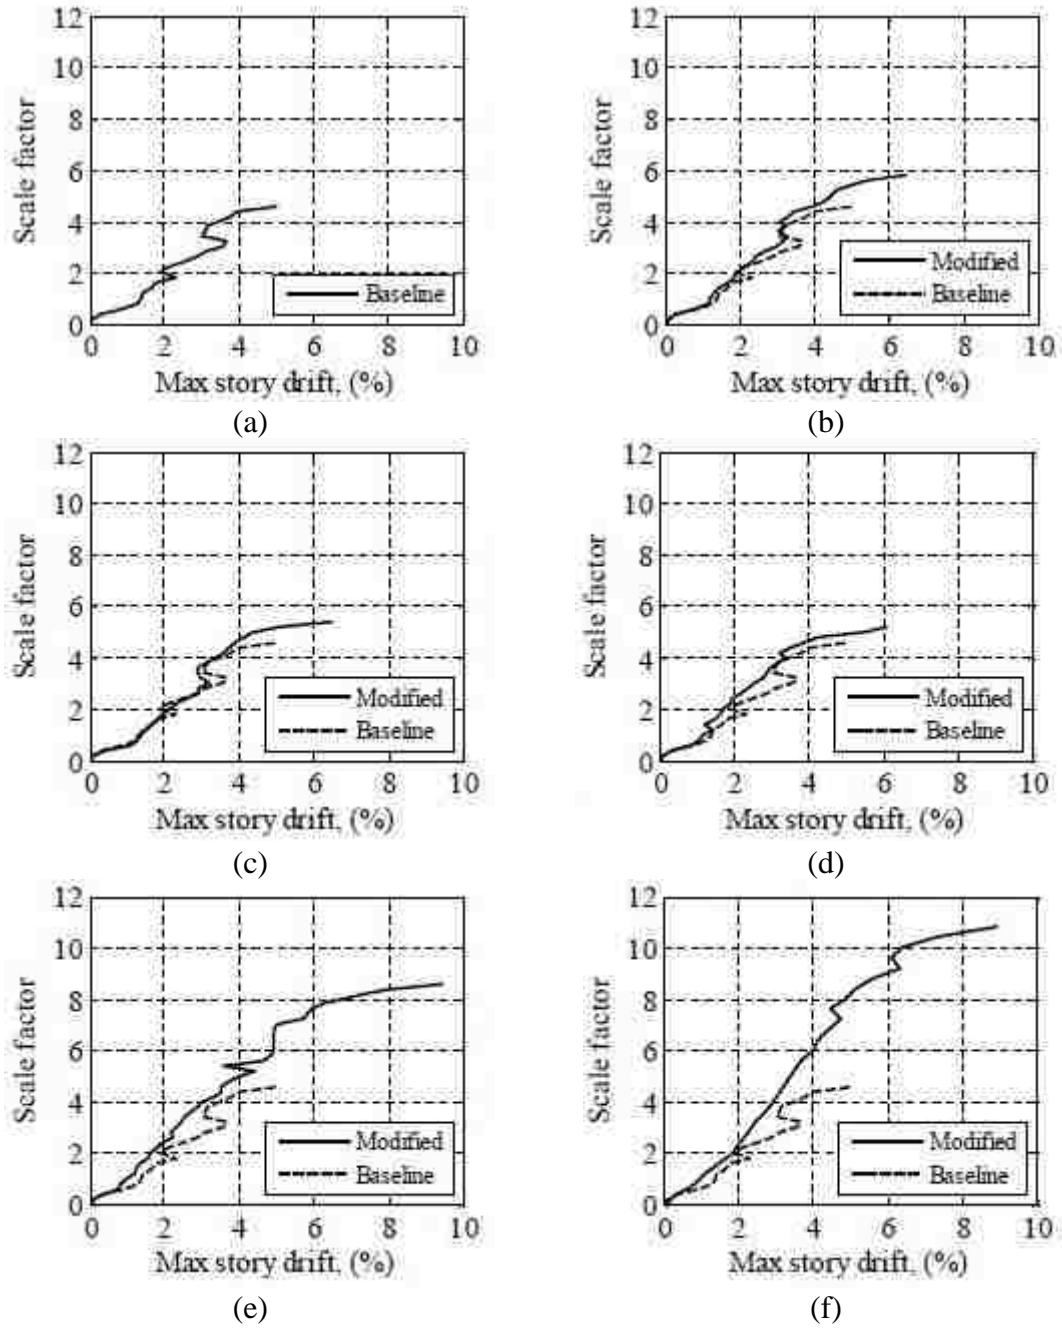 12
10
8
6
4
2
0
Scale factor
Baseline
0 2 4 6 8 10
Max story drift, (%)
(a)
12
10
8
6
4
2
0
Scale factor
Modified
Baseline
0 2 4 6 8 10
Max story drift, (%)
(b)
12
10
8
6
4
2
0
Scale factor
Modified
Baseline
0 2 4 6 8 10
Max story drift, (%)
(c)
12
10
8
6
4
2
0
Scale factor
Modified
Baseline
0 2 4 6 8 10
Max story drift, (%)
(d)
12
10
8
6
4
2
0
Scale factor
Modified
Baseline
0 2 4 6 8 10
Max story drift, (%)
(e)
12
10
8
6
4
2
0
Scale factor
Modified
Baseline
0 2 4 6 8 10
Max story drift, (%)
(f)